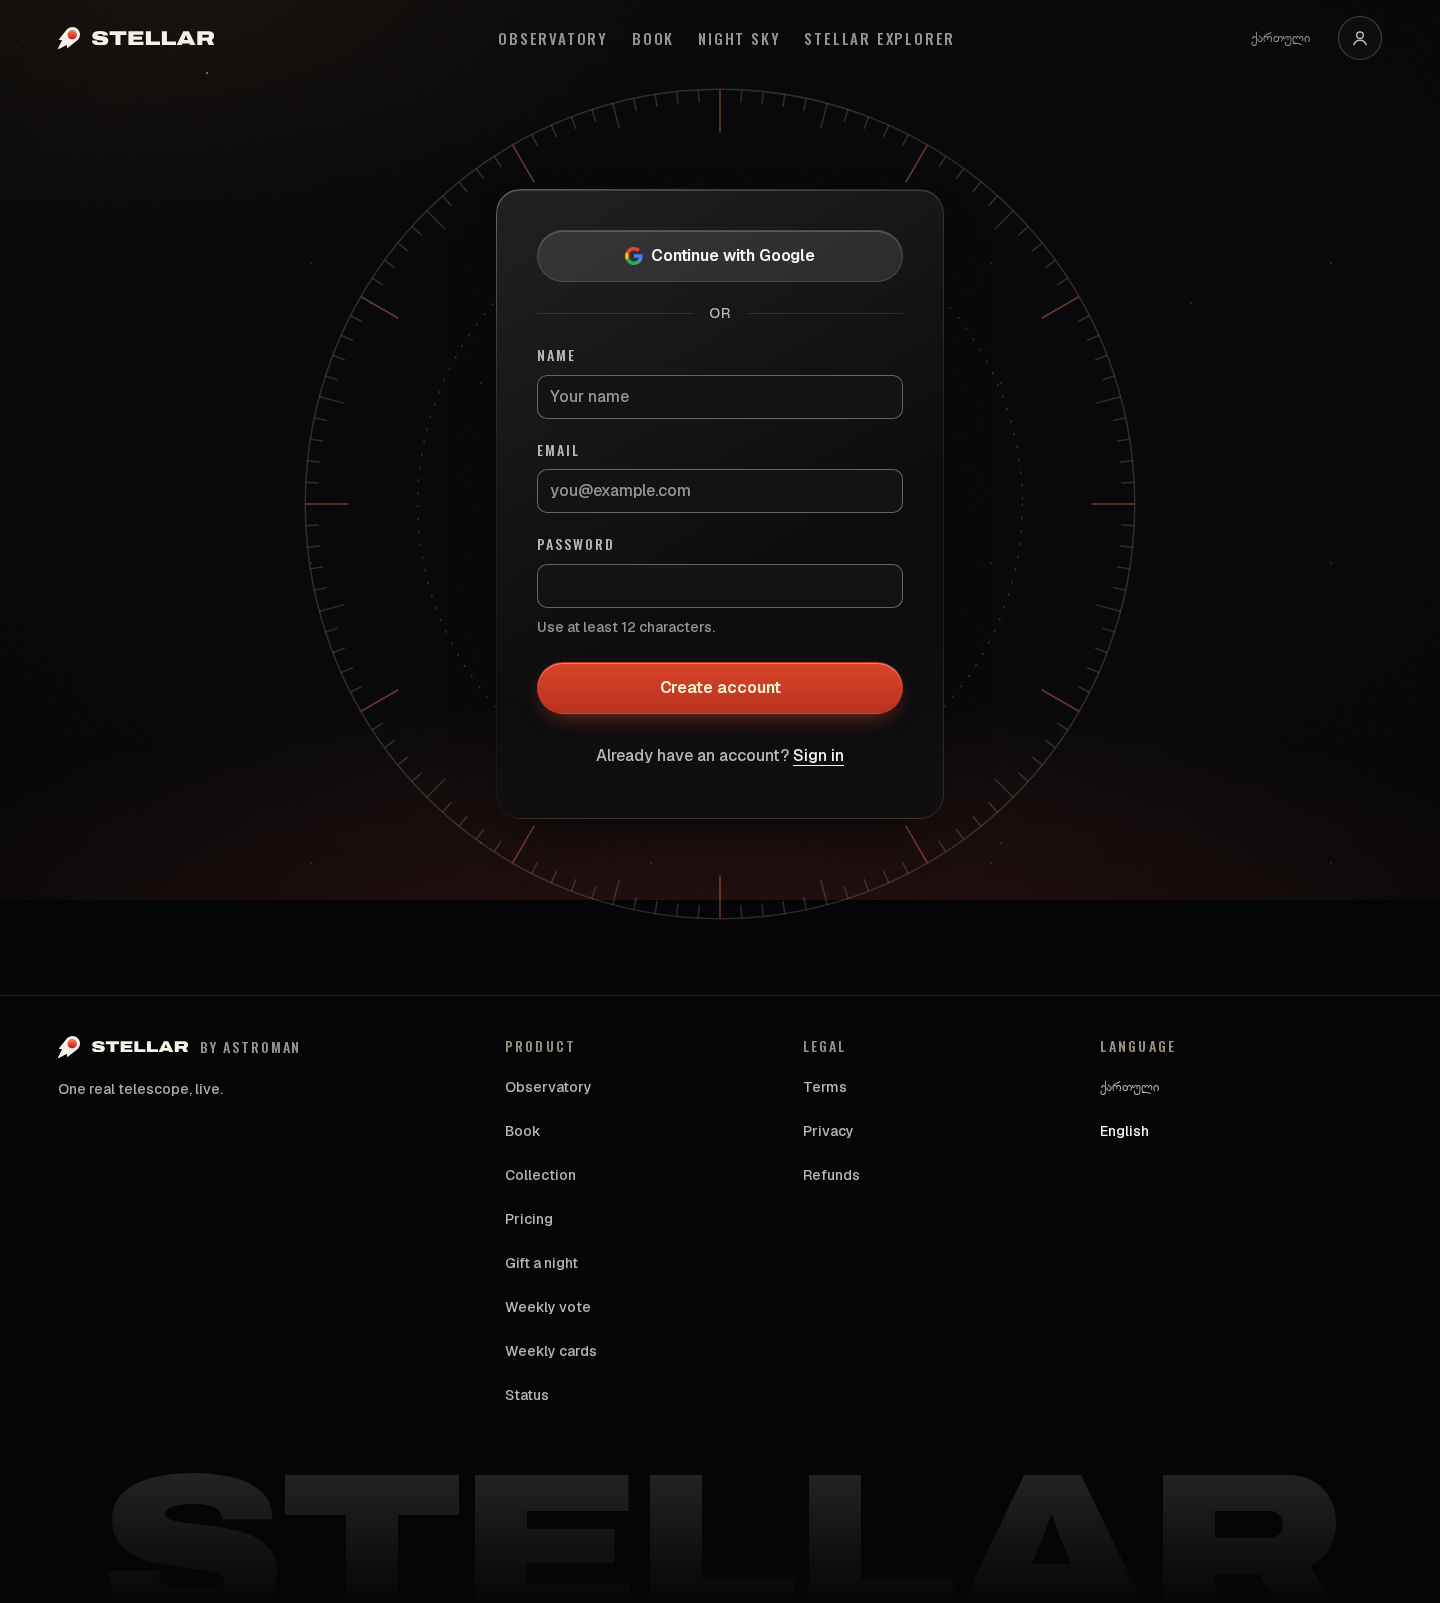 STELLAR
OBSERVATORY BOOK NIGHT SKY STELLAR EXPLORER
ქართული
Continue with Google
OR
NAME
Your name
EMAIL
you@example.com
PASSWORD
Use at least 12 characters.
Create account
Already have an account? Sign in
STELLAR BY ASTROMAN
One real telescope, live.
PRODUCT
Observatory
Book
Collection
Pricing
Gift a night
Weekly vote
Weekly cards
Status
LEGAL
Terms
Privacy
Refunds
LANGUAGE
ქართული
English
STELLAR